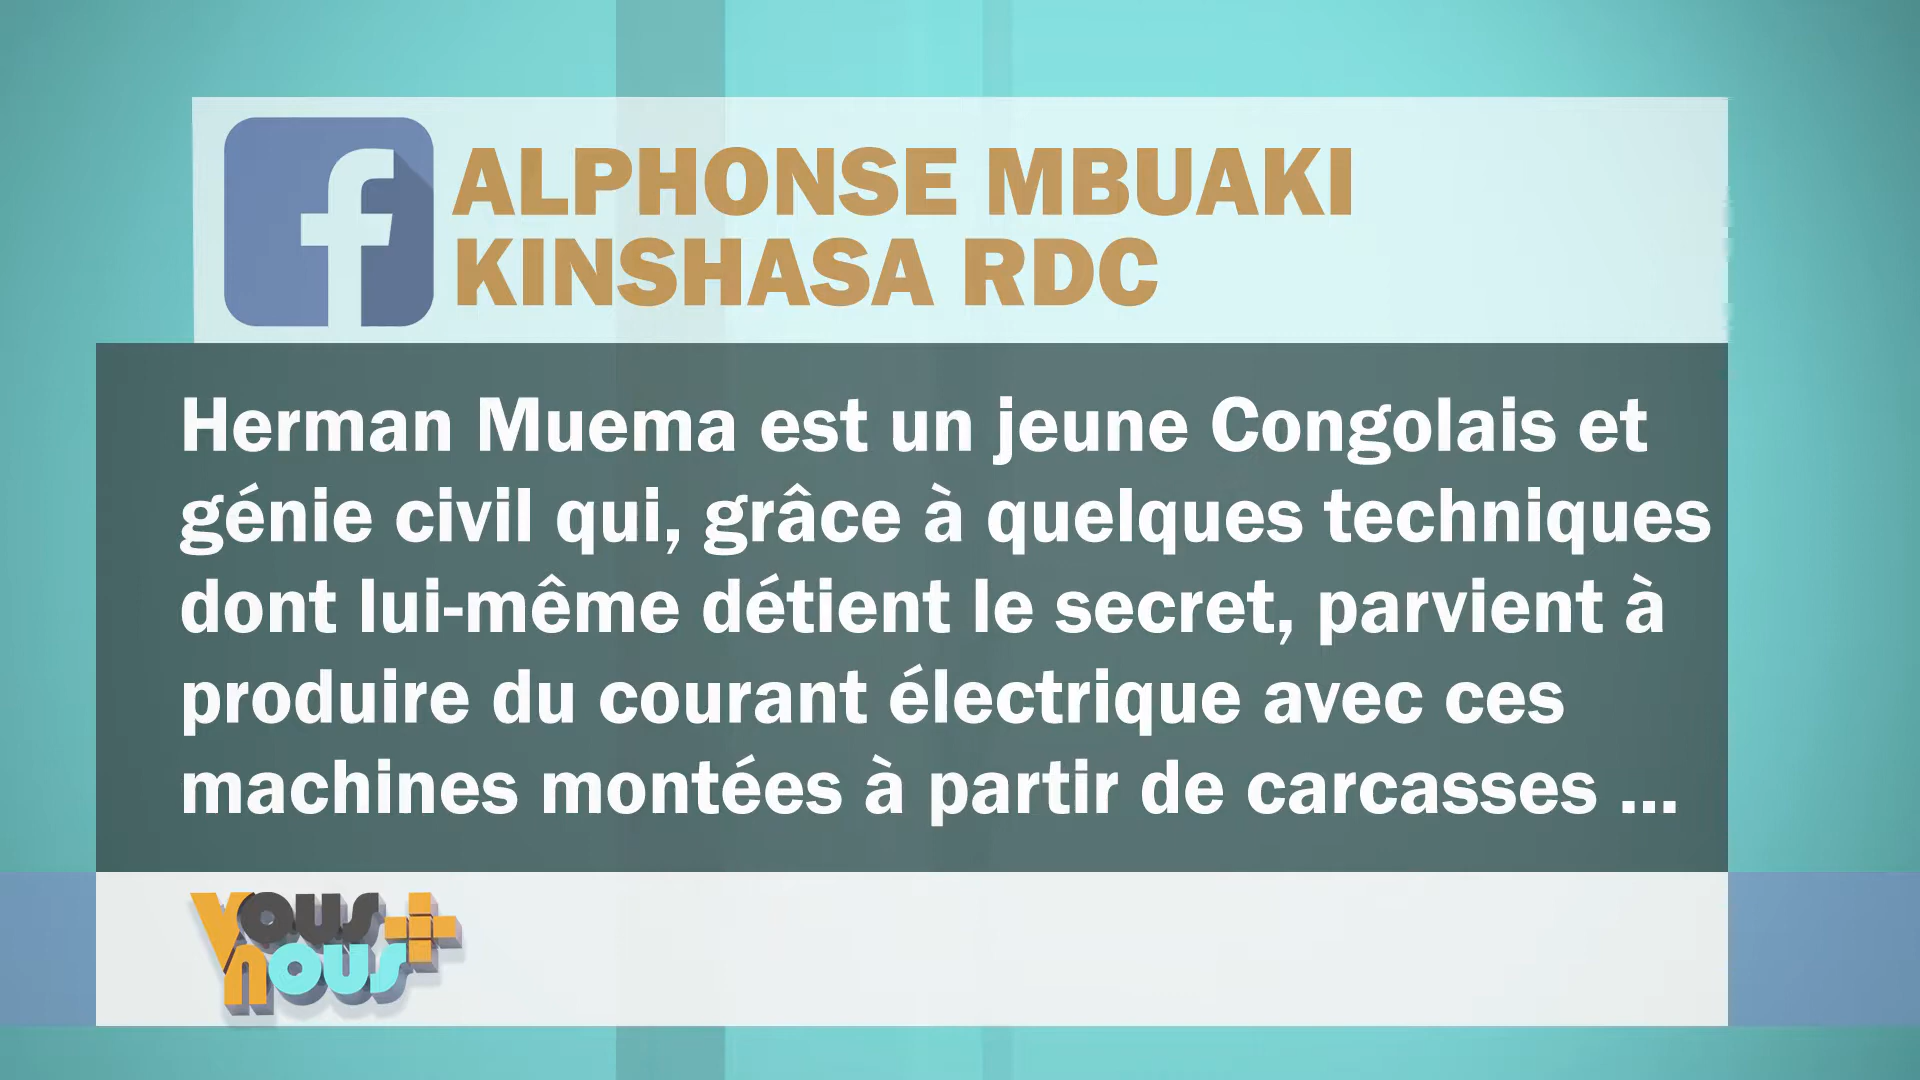 ALPHONSE MBUAKI
KINSHASA RDC
Herman Muema est un jeune Congolais et
génie civil qui, grâce à quelques techniques
dont lui-même détient le secret, parvient à
produire du courant électrique avec ces
machines montées à partir de carcasses ...
vous
nous+